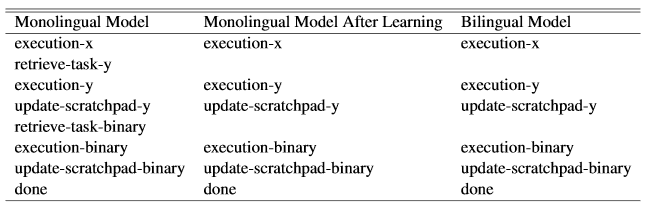 Monolingual Model Monolingual Model After Learning Bilingual Model
execution-x execution-x execution-x
retrieve-task-y
execution-y execution-y execution-y
update-scratchpad-y update-scratchpad-y update-scratchpad-y
retrieve-task-binary
execution-binary execution-binary execution-binary
update-scratchpad-binary update-scratchpad-binary update-scratchpad-binary
done done done